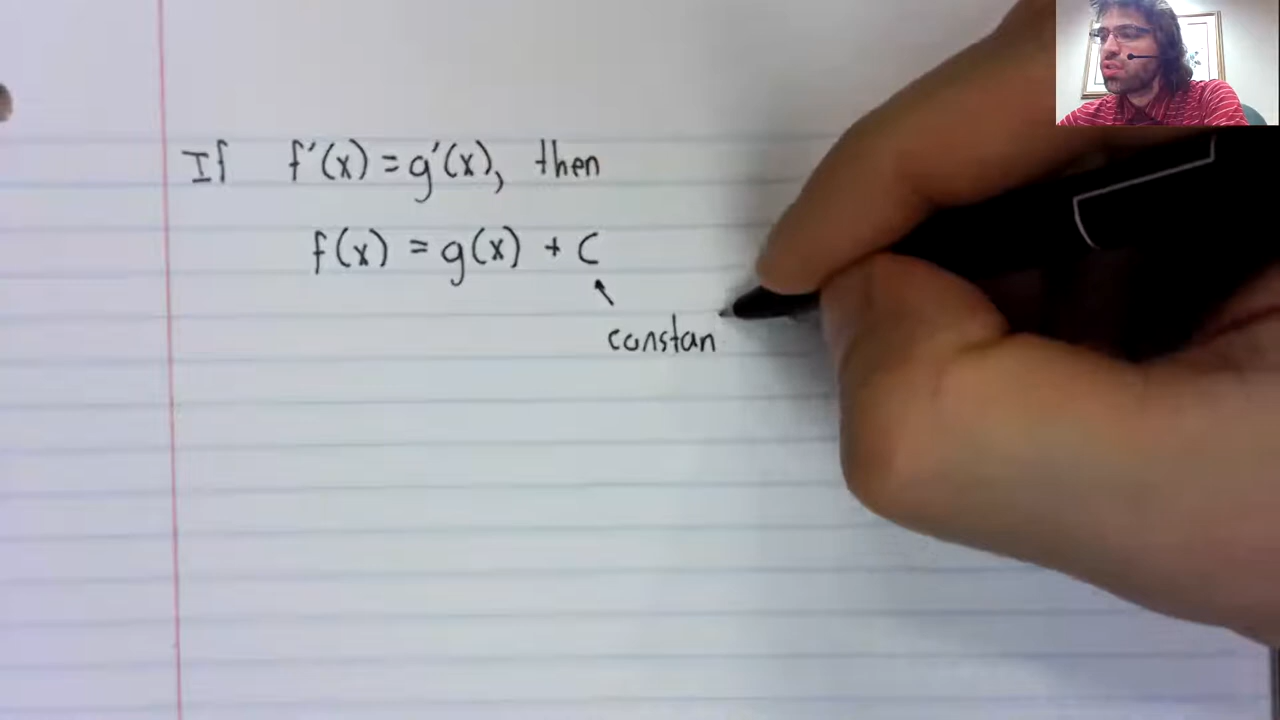 If f'(x) = g'(x), then
f(x) = g(x) + C
constan